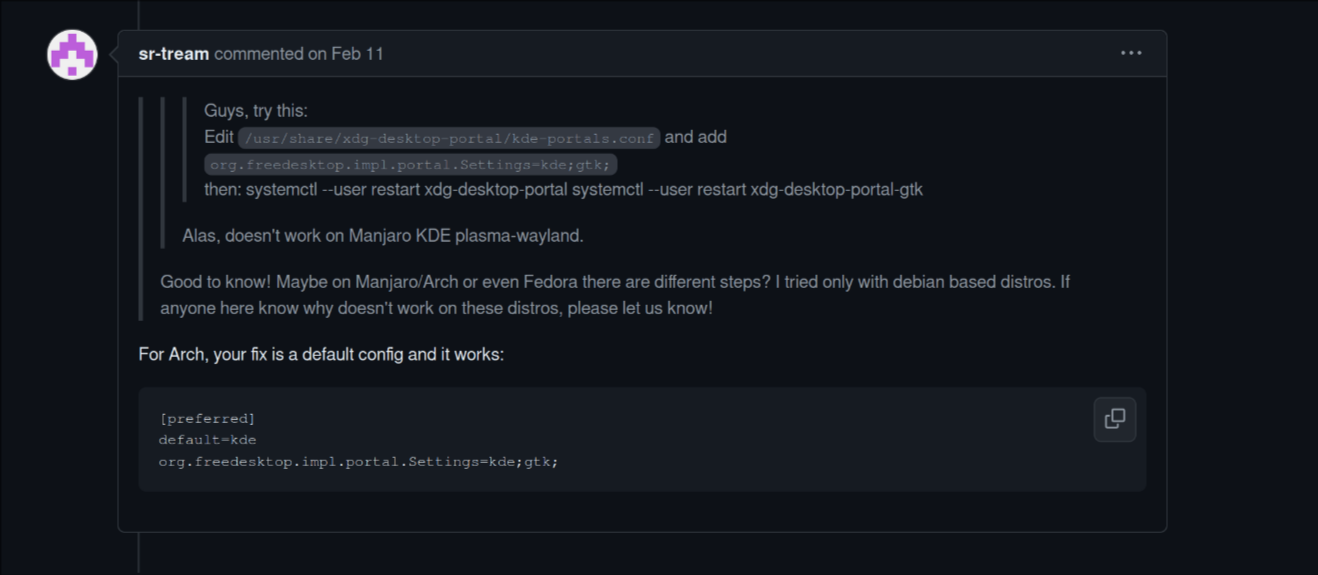 sr-tream commented on Feb 11
Guys, try this:
Edit /usr/share/xdg-desktop-portal/kde-portals.conf and add
org.freedesktop.impl.portal.Settings=kde;gtk;
then: systemctl --user restart xdg-desktop-portal systemctl --user restart xdg-desktop-portal-gtk
Alas, doesn't work on Manjaro KDE plasma-wayland.
Good to know! Maybe on Manjaro/Arch or even Fedora there are different steps? I tried only with debian based distros. If
anyone here know why doesn't work on these distros, please let us know!
For Arch, your fix is a default config and it works:
[preferred]
default=kde
org.freedesktop.impl.portal.Settings=kde;gtk;